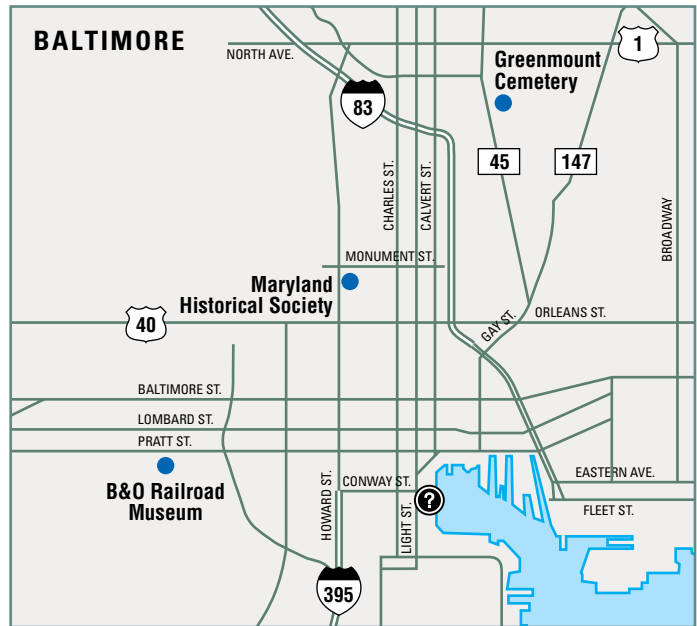 BALTIMORE
NORTH AVE.
1
Greenmount
Cemetery
83
45
147
CHARLES ST.
CALVERT ST.
BROADWAY
MONUMENT ST.
Maryland
Historical Society
40
ORLEANS ST.
GAY ST.
BALTIMORE ST.
LOMBARD ST.
PRATT ST.
B&O Railroad
Museum
HOWARD ST.
CONWAY ST.
LIGHT ST.
?
EASTERN AVE.
FLEET ST.
395